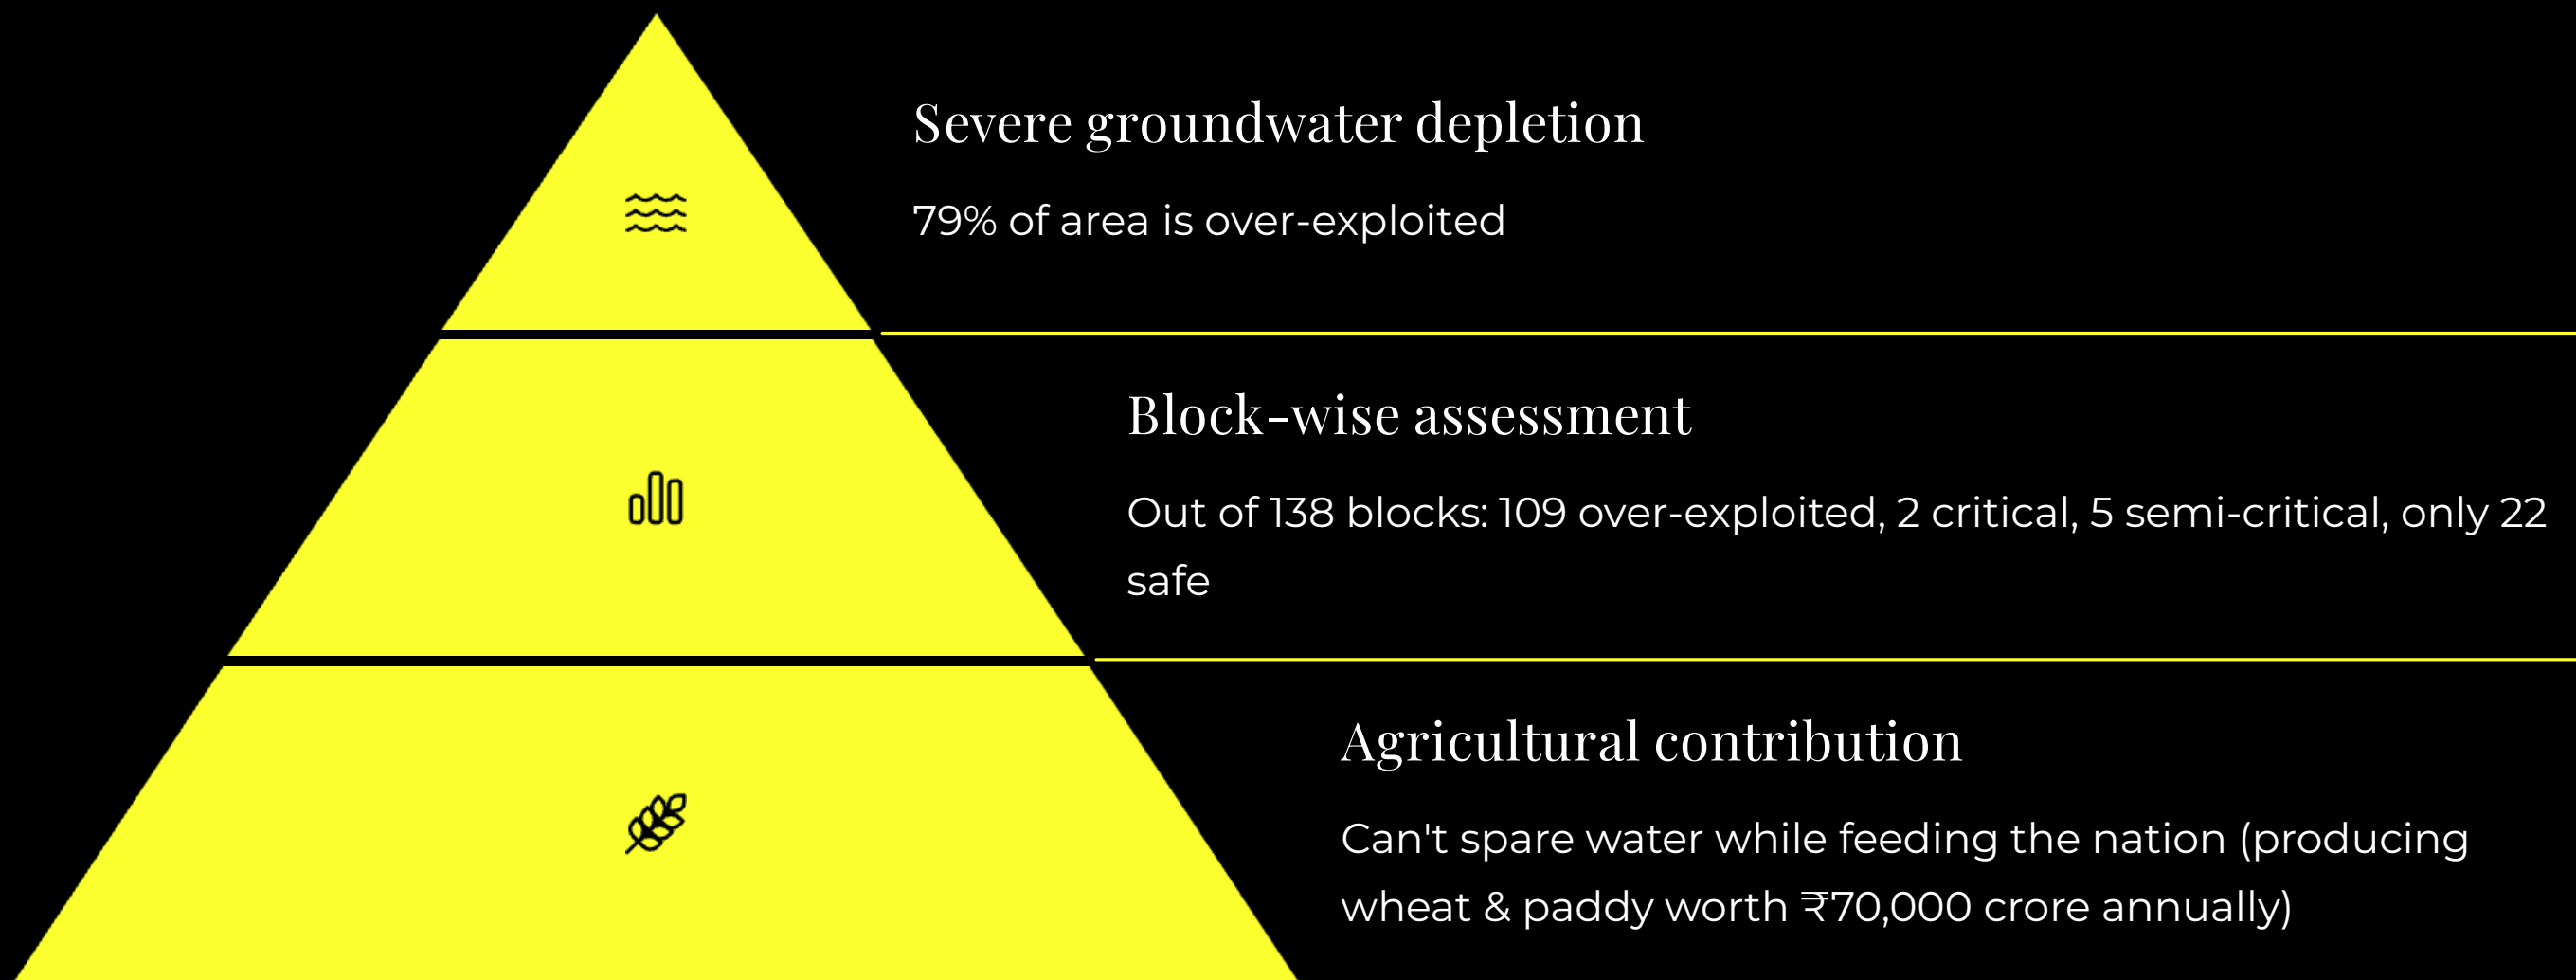 Severe groundwater depletion
79% of area is over-exploited
Block-wise assessment
Out of 138 blocks: 109 over-exploited, 2 critical, 5 semi-critical, only 22
safe
Agricultural contribution
Can't spare water while feeding the nation (producing
wheat & paddy worth ₹70,000 crore annually)